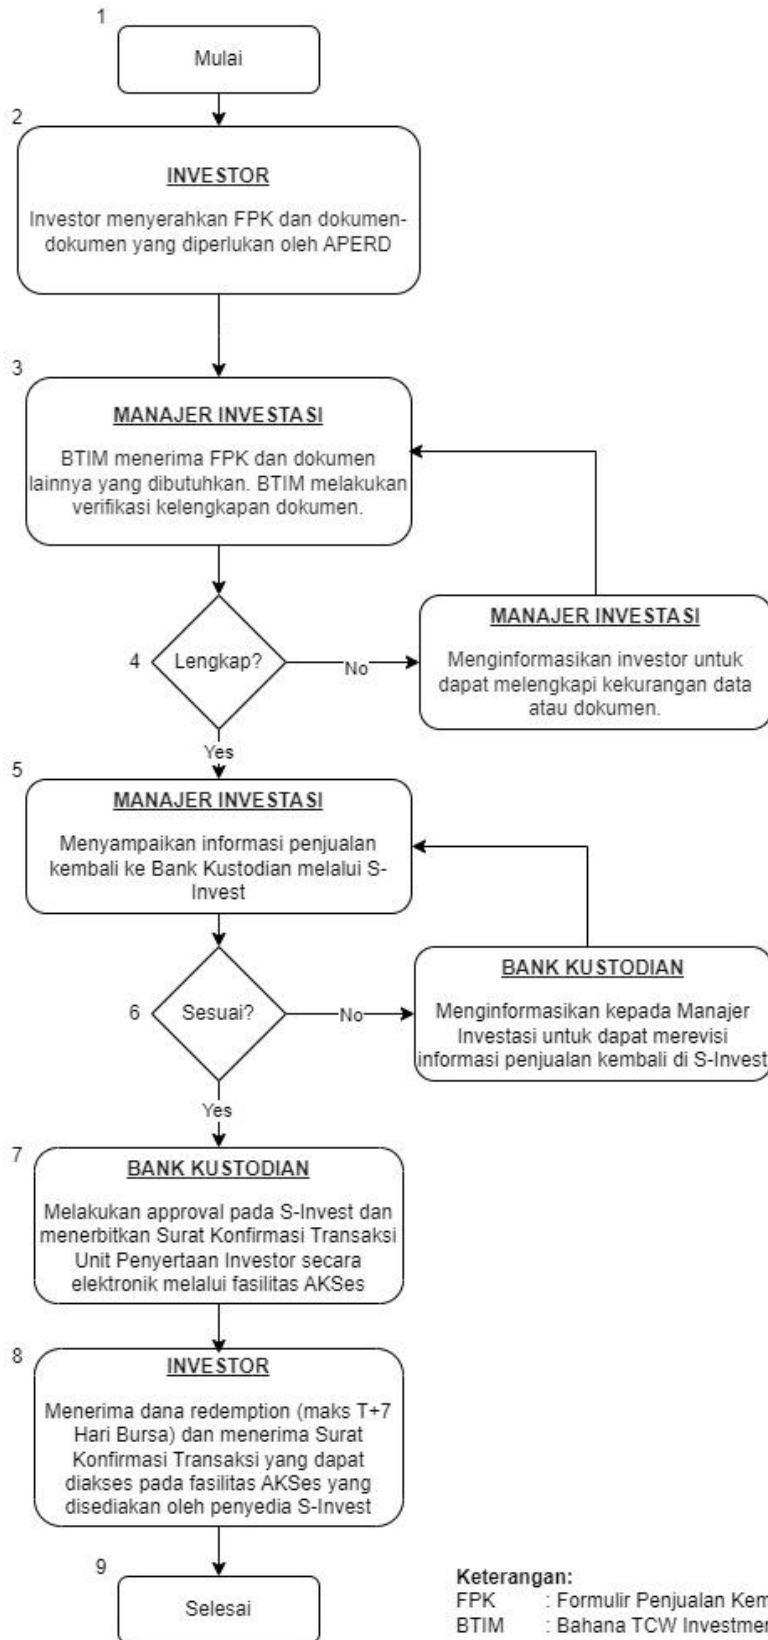 1
Mulai
2
INVESTOR
Investor menyerahkan FPK dan dokumen-
dokumen yang diperlukan oleh APERD
3
MANAJER INVESTASI
BTIM menerima FPK dan dokumen
lainnya yang dibutuhkan. BTIM melakukan
verifikasi kelengkapan dokumen.
4
Lengkap?
No
MANAJER INVESTASI
Menginformasikan investor untuk
dapat melengkapi kekurangan data
atau dokumen.
Yes
5
MANAJER INVESTASI
Menyampaikan informasi penjualan
kembali ke Bank Kustodian melalui S-
Invest
6
Sesuai?
No
BANK KUSTODIAN
Menginformasikan kepada Manajer
Investasi untuk dapat merevisi
informasi penjualan kembali di S-Invest
Yes
7
BANK KUSTODIAN
Melakukan approval pada S-Invest dan
menerbitkan Surat Konfirmasi Transaksi
Unit Penyertaan Investor secara
elektronik melalui fasilitas AKSes
8
INVESTOR
Menerima dana redemption (maks T+7
Hari Bursa) dan menerima Surat
Konfirmasi Transaksi yang dapat
diakses pada fasilitas AKSes yang
disediakan oleh penyedia S-Invest
9
Selesai
Keterangan:
FPK : Formulir Penjualan
BTIM : Bahana TCW